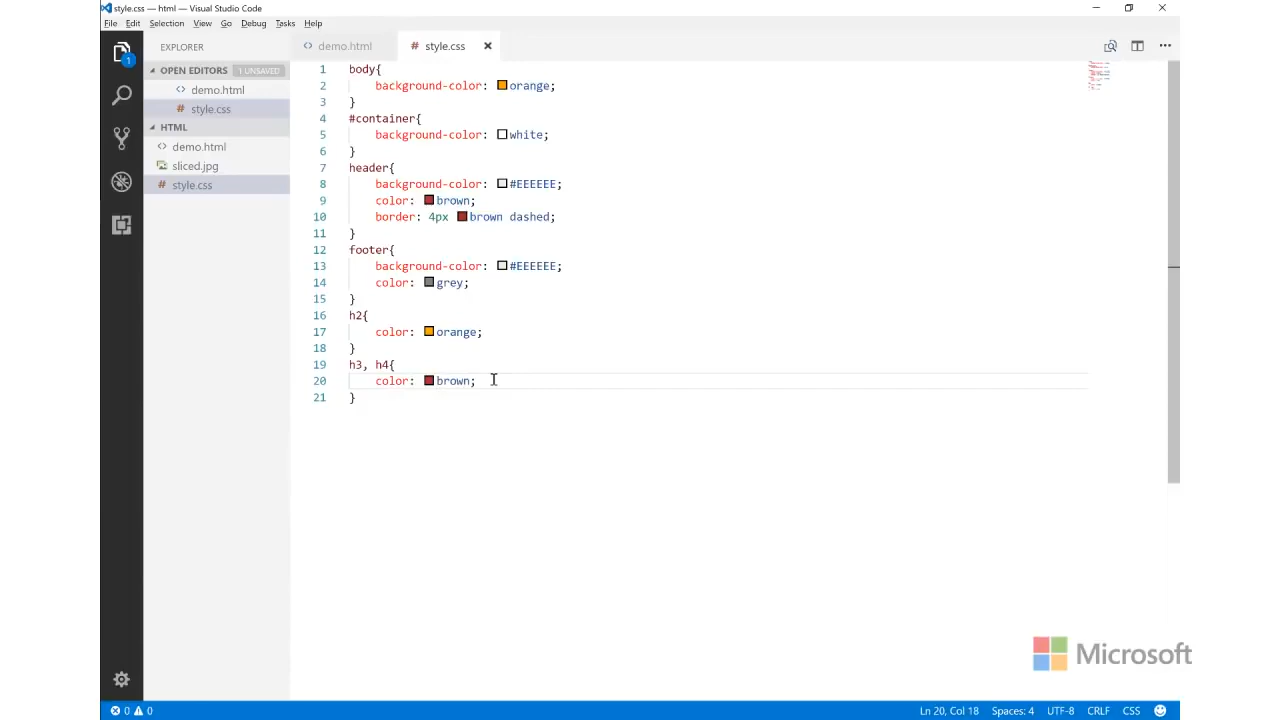 style.css — html — Visual Studio Code
File Edit Selection View Go Debug Tasks Help
EXPLORER
OPEN EDITORS 1 UNSAVED
demo.html
style.css
HTML
demo.html
sliced.jpg
style.css
1
demo.html style.css
1 body{
2 background-color: orange;
3 }
4 #container{
5 background-color: white;
6 }
7 header{
8 background-color: #EEEEEE;
9 color: brown;
10 border: 4px brown dashed;
11 }
12 footer{
13 background-color: #EEEEEE;
14 color: grey;
15 }
16 h2{
17 color: orange;
18 }
19 h3, h4{
20 color: brown;
21 }
Microsoft
0 0 Ln 20, Col 18 Spaces: 4 UTF-8 CRLF CSS